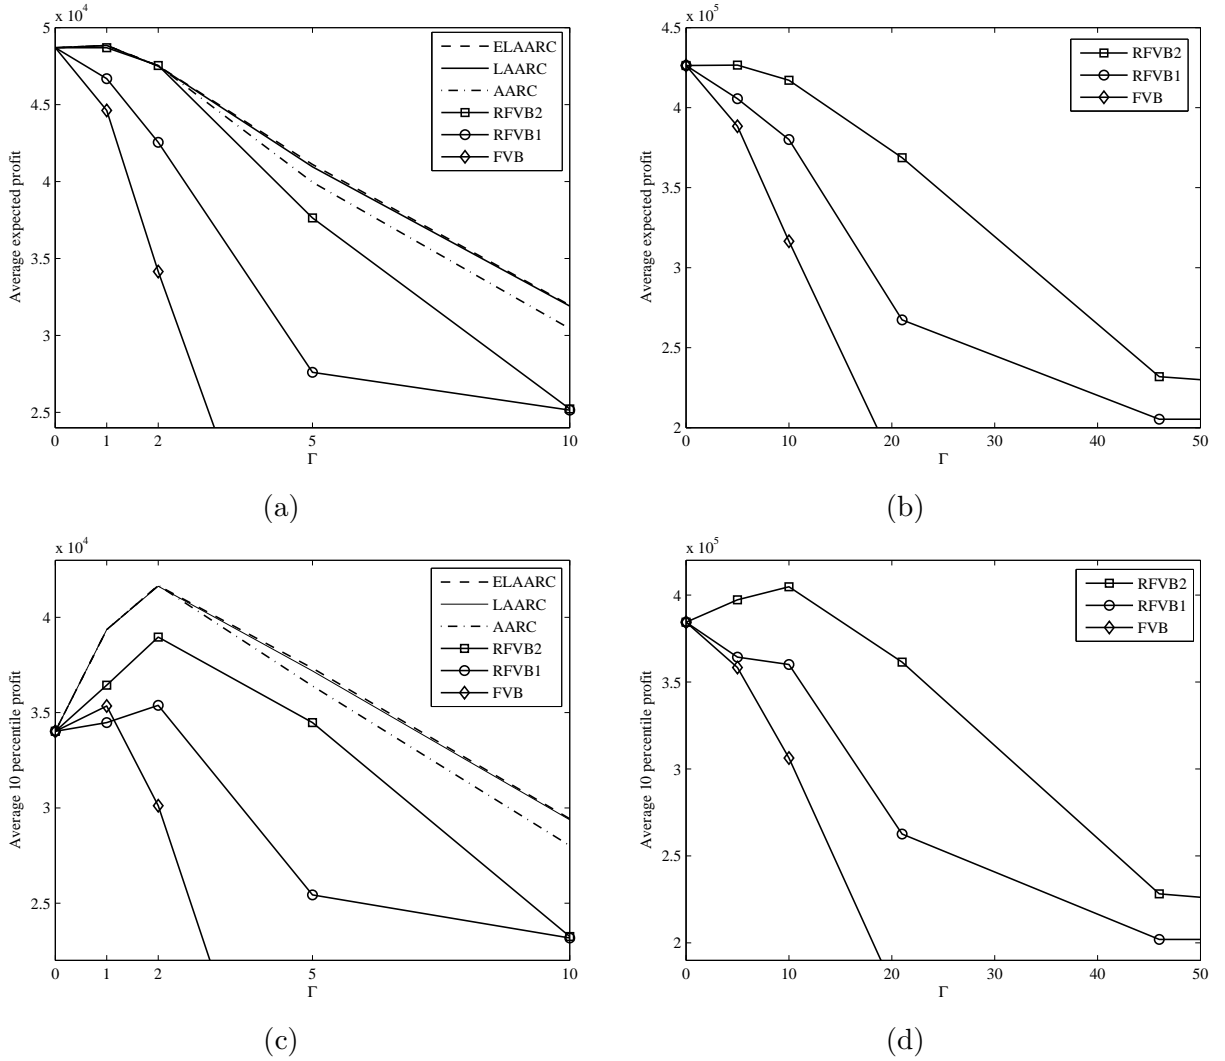 x 10^4
5
4.5
4
3.5
3
2.5
0 1 2 5 10
Average expected profit
Γ
ELAARC
LAARC
AARC
RFVB2
RFVB1
FVB
(a)
x 10^5
4.5
4
3.5
3
2.5
2
0 10 20 30 40 50
Average expected profit
Γ
RFVB2
RFVB1
FVB
(b)
x 10^4
4
3.5
3
2.5
0 1 2 5 10
Average 10 percentile profit
Γ
ELAARC
LAARC
AARC
RFVB2
RFVB1
FVB
(c)
x 10^5
4
3.5
3
2.5
2
0 10 20 30 40 50
Average 10 percentile profit
Γ
RFVB2
RFVB1
FVB
(d)